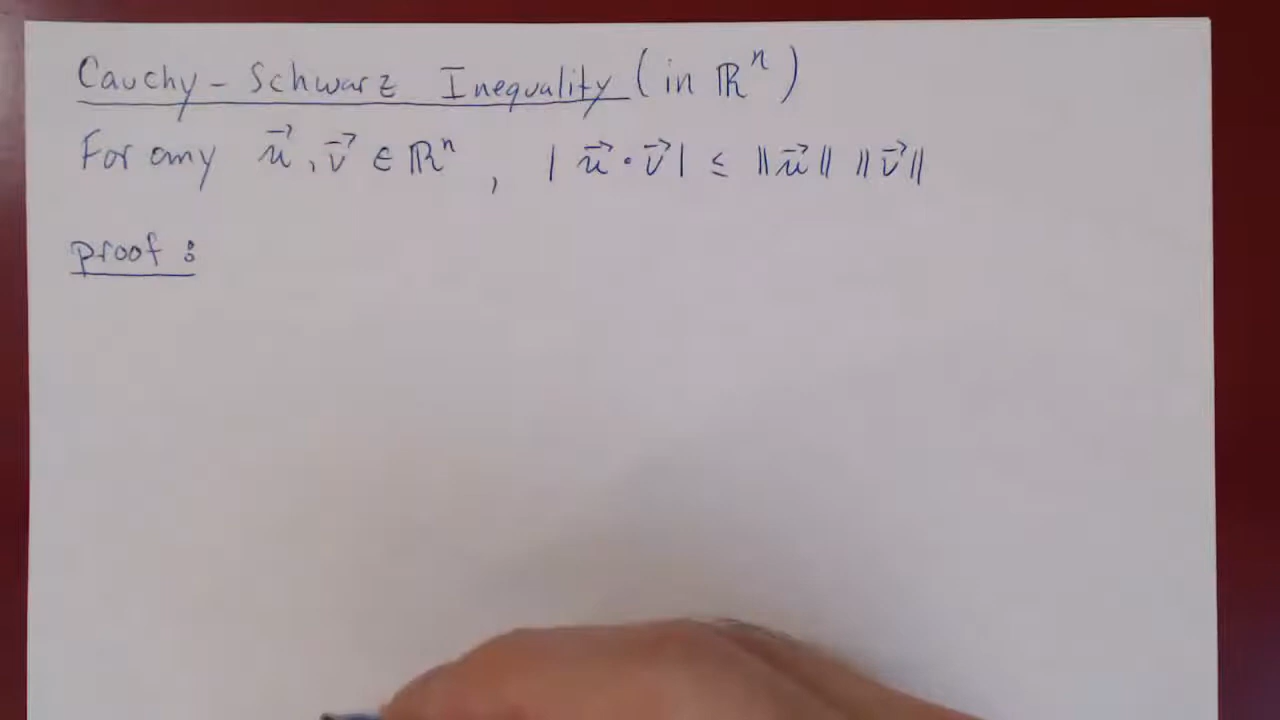 Cauchy - Schwarz Inequality (in ℝⁿ)
For any u⃗, v⃗ ∈ ℝⁿ, | u⃗ · v⃗ | ≤ ‖u⃗‖ ‖v⃗‖
proof :